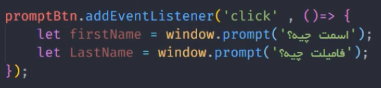 promptBtn.addEventListener('click' , ()=> {
let firstName = window.prompt('اسمت چیه؟');
let LastName = window.prompt('فامیلت چیه؟');
});